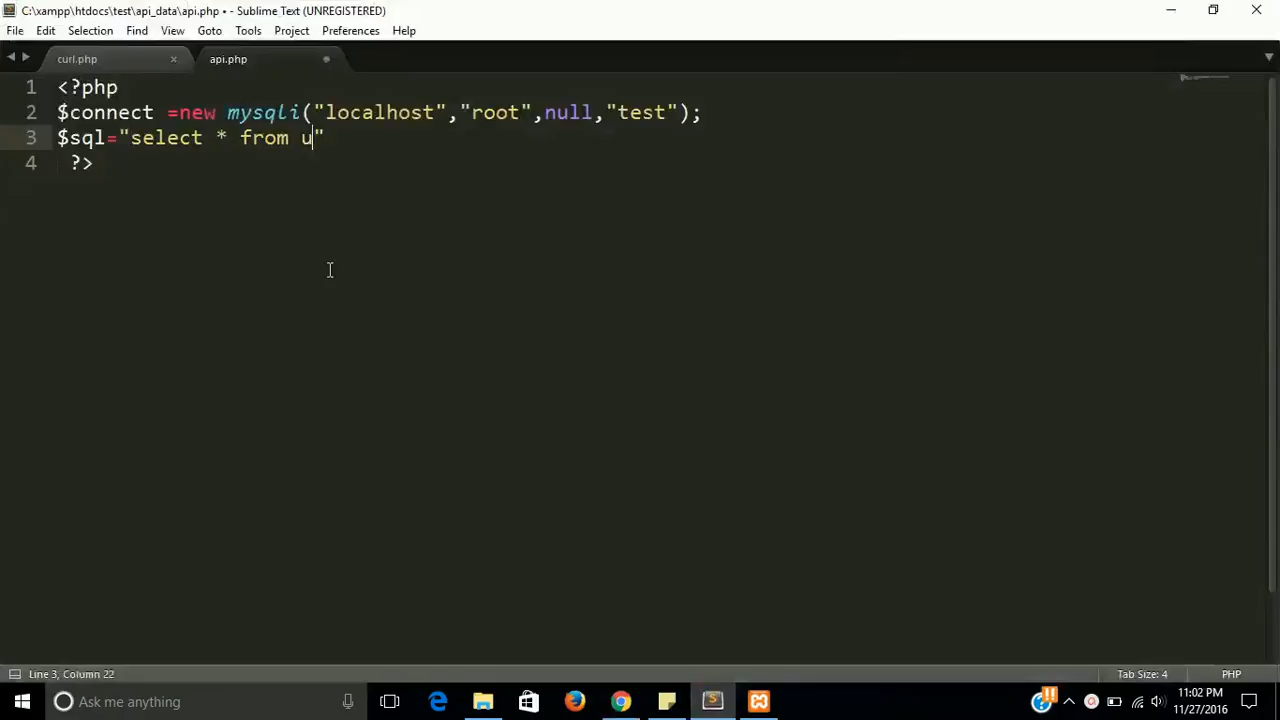 C:\xampp\htdocs\test\api_data\api.php • - Sublime Text (UNREGISTERED)
File Edit Selection Find View Goto Tools Project Preferences Help
curl.php × api.php
1 <?php
2 $connect =new mysqli("localhost","root",null,"test");
3 $sql="select * from u"
4 ?>
Line 3, Column 22 Tab Size: 4 PHP
Ask me anything 11:02 PM
11/27/2016